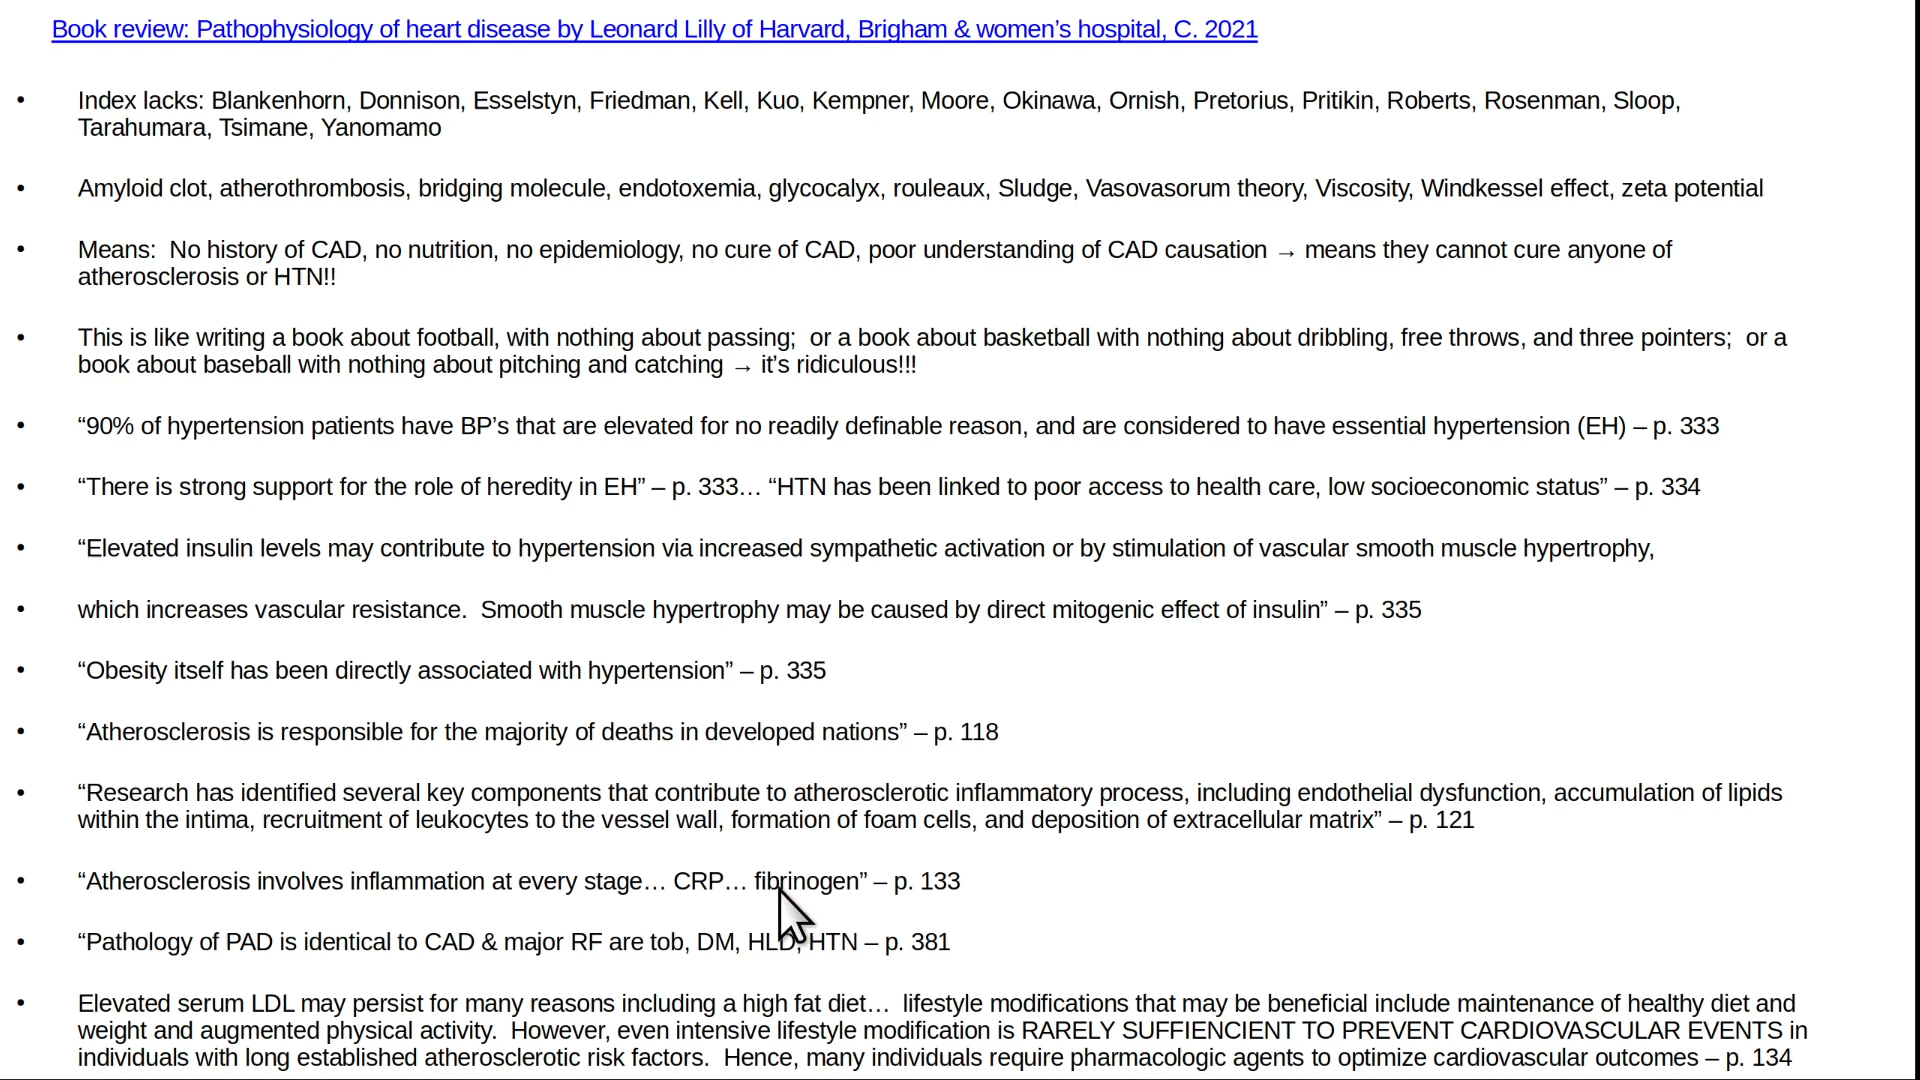 Book review: Pathophysiology of heart disease by Leonard Lilly of Harvard, Brigham & women’s hospital, C. 2021
• Index lacks: Blankenhorn, Donnison, Esselstyn, Friedman, Kell, Kuo, Kempner, Moore, Okinawa, Ornish, Pretorius, Pritikin, Roberts, Rosenman, Sloop,
Tarahumara, Tsimane, Yanomamo
• Amyloid clot, atherothrombosis, bridging molecule, endotoxemia, glycocalyx, rouleaux, Sludge, Vasovasorum theory, Viscosity, Windkessel effect, zeta potential
• Means:  No history of CAD, no nutrition, no epidemiology, no cure of CAD, poor understanding of CAD causation → means they cannot cure anyone of
atherosclerosis or HTN!!
• This is like writing a book about football, with nothing about passing;  or a book about basketball with nothing about dribbling, free throws, and three pointers;  or a
book about baseball with nothing about pitching and catching → it’s ridiculous!!!
• “90% of hypertension patients have BP’s that are elevated for no readily definable reason, and are considered to have essential hypertension (EH) – p. 333
• “There is strong support for the role of heredity in EH” – p. 333… “HTN has been linked to poor access to health care, low socioeconomic status” – p. 334
• “Elevated insulin levels may contribute to hypertension via increased sympathetic activation or by stimulation of vascular smooth muscle hypertrophy,
• which increases vascular resistance.  Smooth muscle hypertrophy may be caused by direct mitogenic effect of insulin” – p. 335
• “Obesity itself has been directly associated with hypertension” – p. 335
• “Atherosclerosis is responsible for the majority of deaths in developed nations” – p. 118
• “Research has identified several key components that contribute to atherosclerotic inflammatory process, including endothelial dysfunction, accumulation of lipids
within the intima, recruitment of leukocytes to the vessel wall, formation of foam cells, and deposition of extracellular matrix” – p. 121
• “Atherosclerosis involves inflammation at every stage… CRP… fibrinogen” – p. 133
• “Pathology of PAD is identical to CAD & major RF are tob, DM, HLD, HTN – p. 381
• Elevated serum LDL may persist for many reasons including a high fat diet…  lifestyle modifications that may be beneficial include maintenance of healthy diet and
weight and augmented physical activity.  However, even intensive lifestyle modification is RARELY SUFFIENCIENT TO PREVENT CARDIOVASCULAR EVENTS in
individuals with long established atherosclerotic risk factors.  Hence, many individuals require pharmacologic agents to optimize cardiovascular outcomes – p. 134